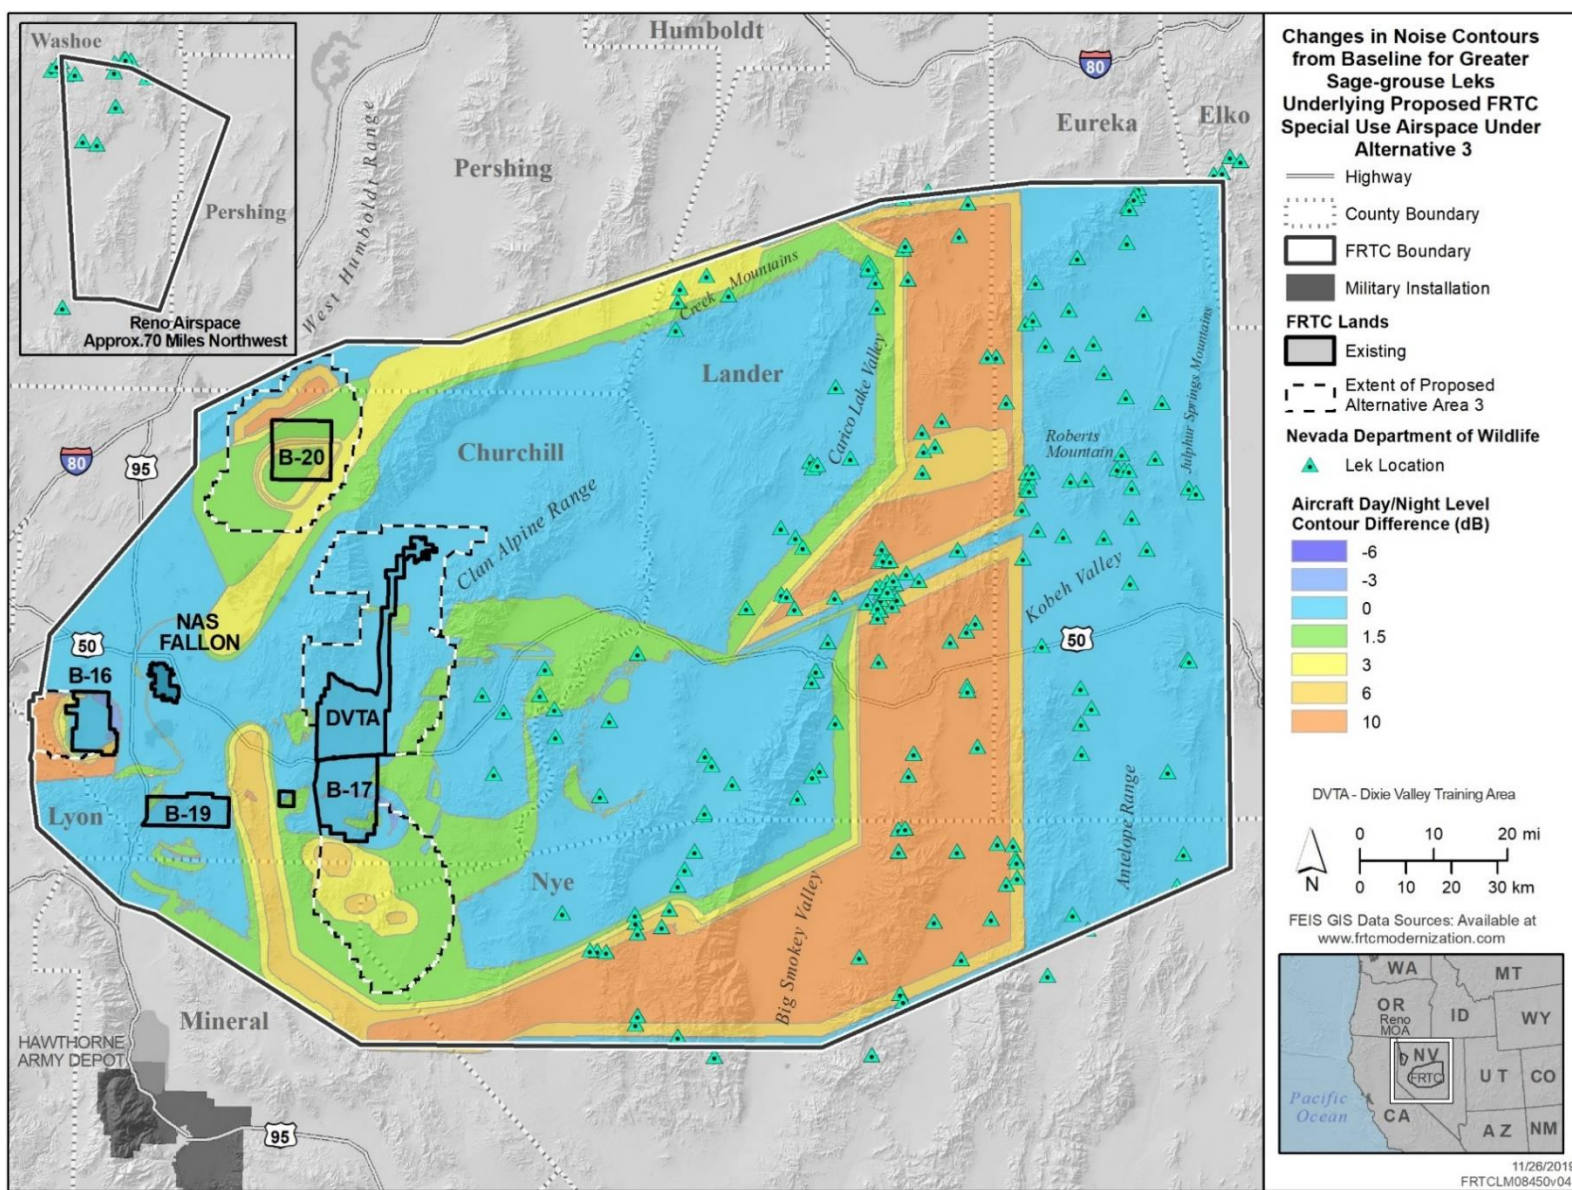 Changes in Noise Contours
from Baseline for Greater
Sage-grouse Leks
Underlying Proposed FRTC
Special Use Airspace Under
Alternative 3
Highway
County Boundary
FRTC Boundary
Military Installation
FRTC Lands
Existing
Extent of Proposed
Alternative Area 3
Nevada Department of Wildlife
Lek Location
Aircraft Day/Night Level
Contour Difference (dB)
-6
-3
0
1.5
3
6
10
DVTA - Dixie Valley Training Area
N
0 10 20 mi
0 10 20 30 km
FEIS GIS Data Sources: Available at
www.frtcmodernization.com
WA
MT
OR
Reno
MOA
ID
WY
NV
FRTC
UT
CO
CA
AZ
NM
Pacific
Ocean
11/26/2019
FRTCLM08450v04
Washoe
Pershing
Reno Airspace
Approx.70 Miles Northwest
Humboldt
80
Elko
Eureka
West Humboldt Range
Pershing
Creek Mountains
Lander
Carico Lake Valley
Sulphur Springs Mountains
Roberts
Mountain
80
95
B-20
Churchill
Clan Alpine Range
Kobeh Valley
50
NAS
FALLON
50
B-16
DVTA
B-17
B-19
Lyon
Antelope Range
Nye
Big Smokey Valley
Mineral
HAWTHORNE
ARMY DEPOT
95